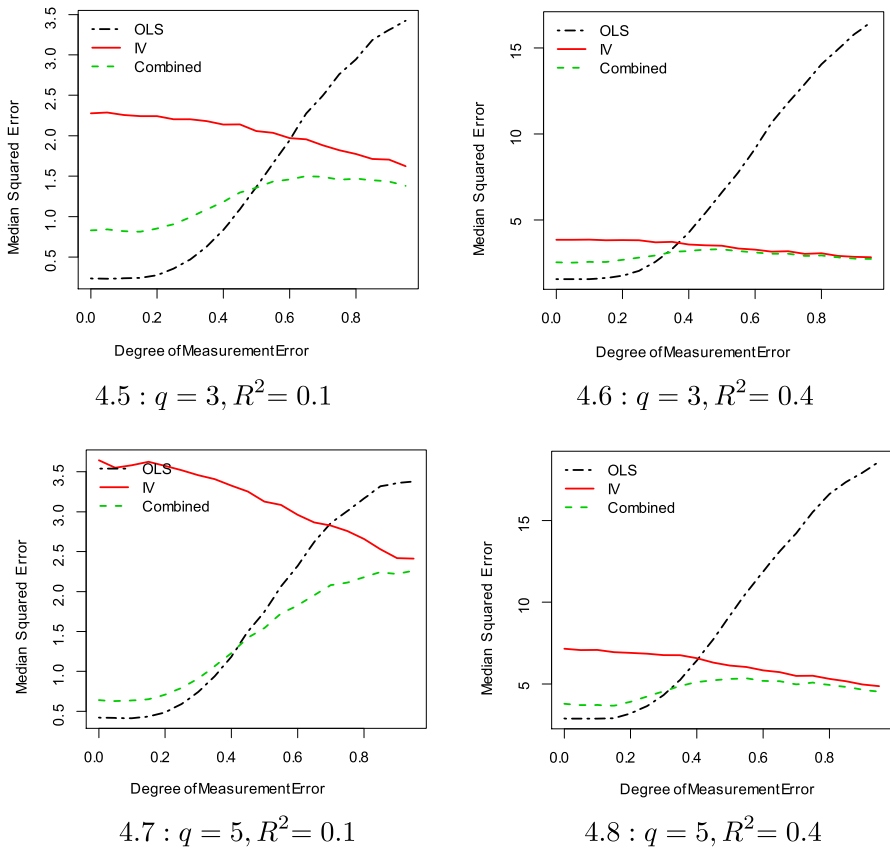 OLS
IV
Combined
Median Squared Error
0.5 1.0 1.5 2.0 2.5 3.0 3.5
0.0 0.2 0.4 0.6 0.8
Degree of Measurement Error
4.5 : q = 3, R² = 0.1
OLS
IV
Combined
Median Squared Error
5 10 15
0.0 0.2 0.4 0.6 0.8
Degree of Measurement Error
4.6 : q = 3, R² = 0.4
OLS
IV
Combined
Median Squared Error
0.5 1.0 1.5 2.0 2.5 3.0 3.5
0.0 0.2 0.4 0.6 0.8
Degree of Measurement Error
4.7 : q = 5, R² = 0.1
OLS
IV
Combined
Median Squared Error
5 10 15
0.0 0.2 0.4 0.6 0.8
Degree of Measurement Error
4.8 : q = 5, R² = 0.4